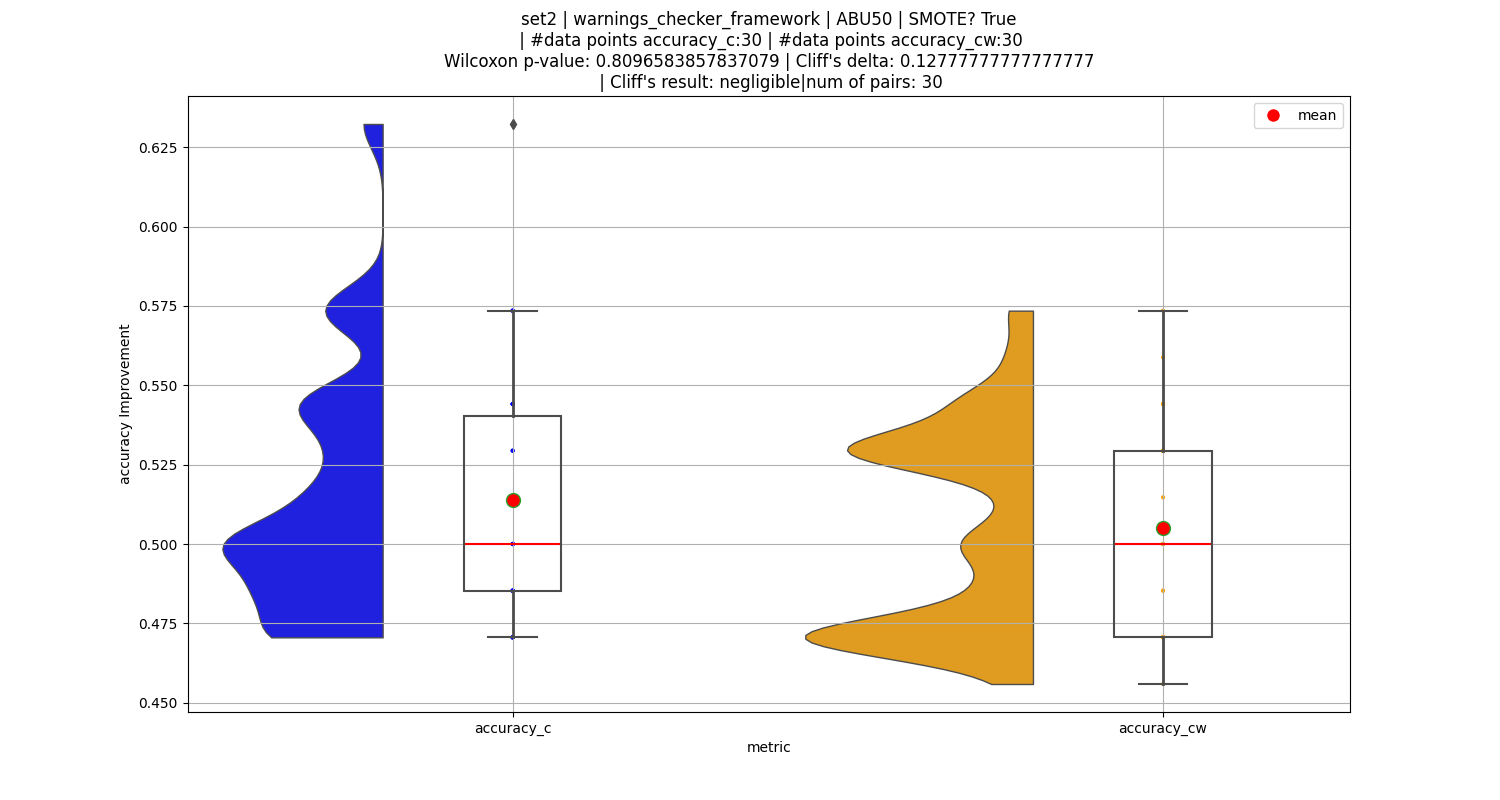 set2 | warnings_checker_framework | ABU50 | SMOTE? True
| #data points accuracy_c:30 | #data points accuracy_cw:30
Wilcoxon p-value: 0.8096583857837079 | Cliff's delta: 0.12777777777777777
| Cliff's result: negligible|num of pairs: 30
mean
0.625
0.600
0.575
0.550
0.525
0.500
0.475
0.450
accuracy Improvement
accuracy_c
accuracy_cw
metric